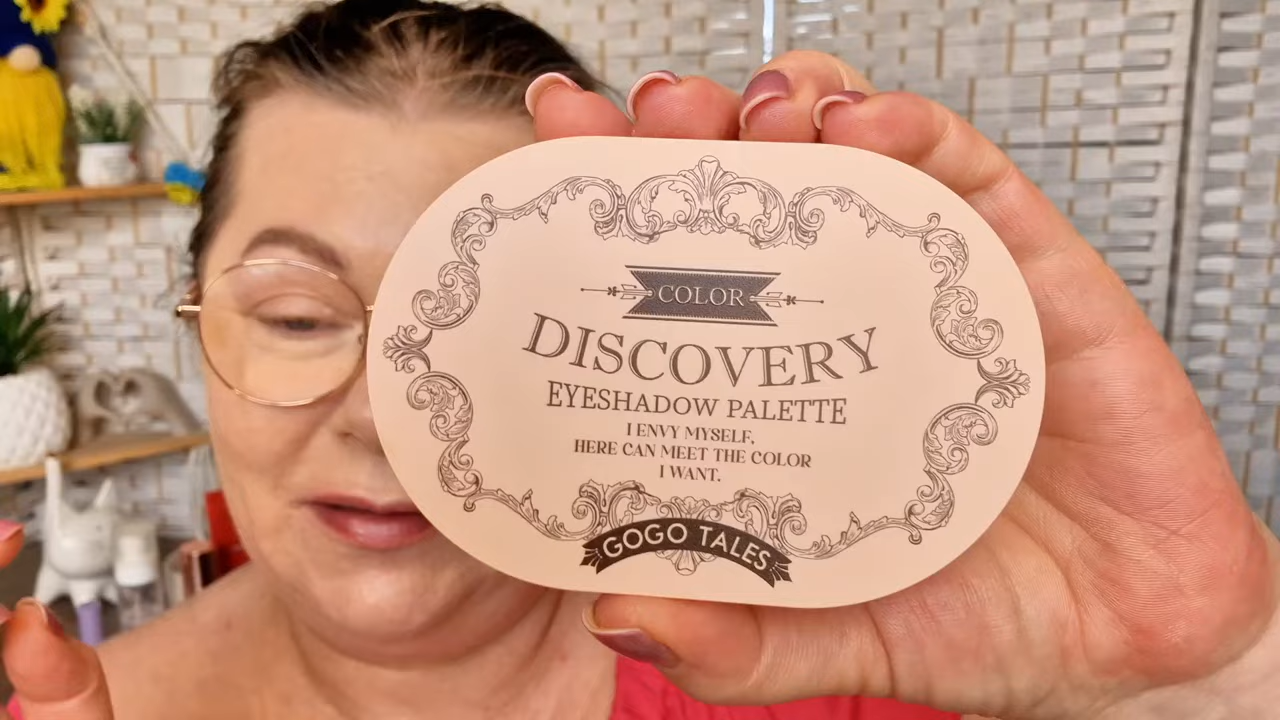 COLOR
DISCOVERY
EYESHADOW PALETTE
I ENVY MYSELF,
HERE CAN MEET THE COLOR
I WANT.
GOGO TALES